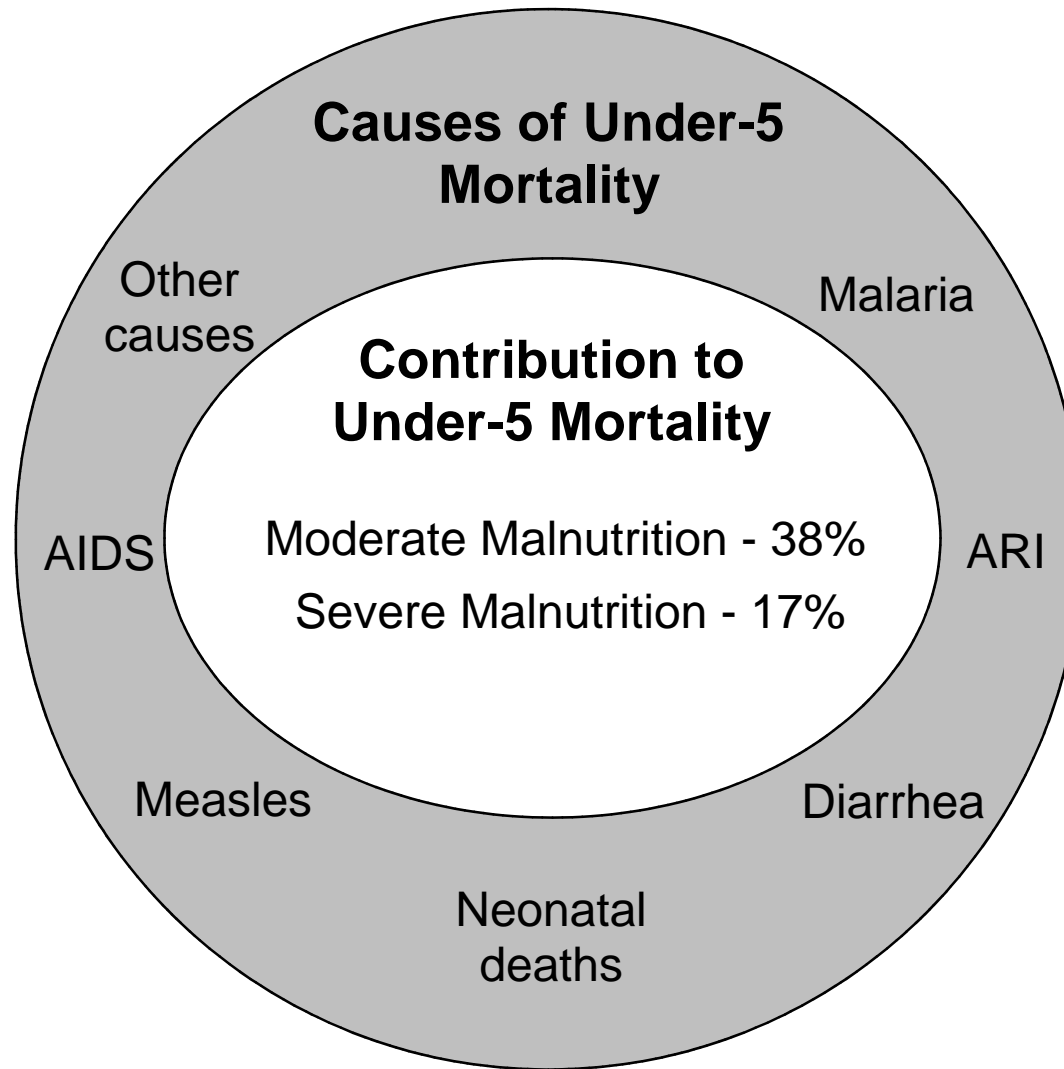 Causes of Under-5
Mortality
Other
causes
Malaria
Contribution to
Under-5 Mortality
Moderate Malnutrition - 38%
Severe Malnutrition - 17%
AIDS
ARI
Measles
Diarrhea
Neonatal
deaths